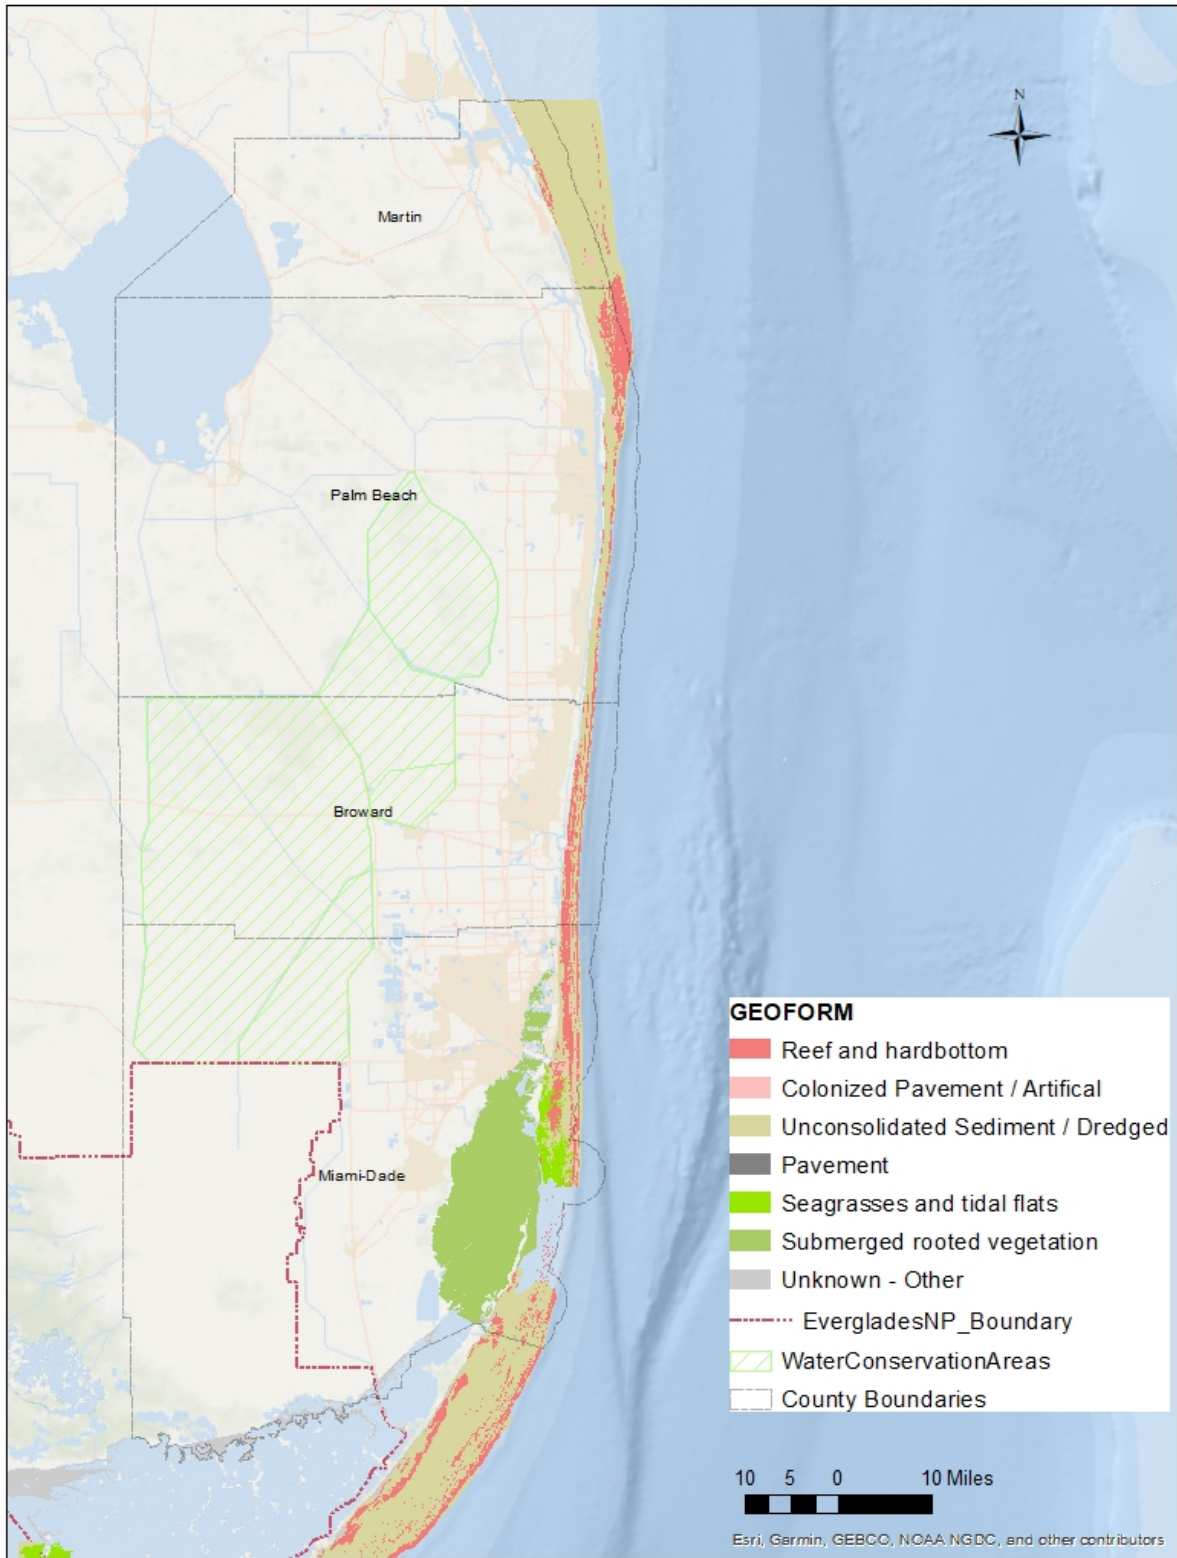 N
Martin
Palm Beach
Broward
Miami-Dade
GEOFORM
Reef and hardbottom
Colonized Pavement / Artifical
Unconsolidated Sediment / Dredged
Pavement
Seagrasses and tidal flats
Submerged rooted vegetation
Unknown - Other
EvergladesNP_Boundary
WaterConservationAreas
County Boundaries
10 5 0 10 Miles
Esri, Garmin, GEBCO, NOAA NGDC, and other contributors